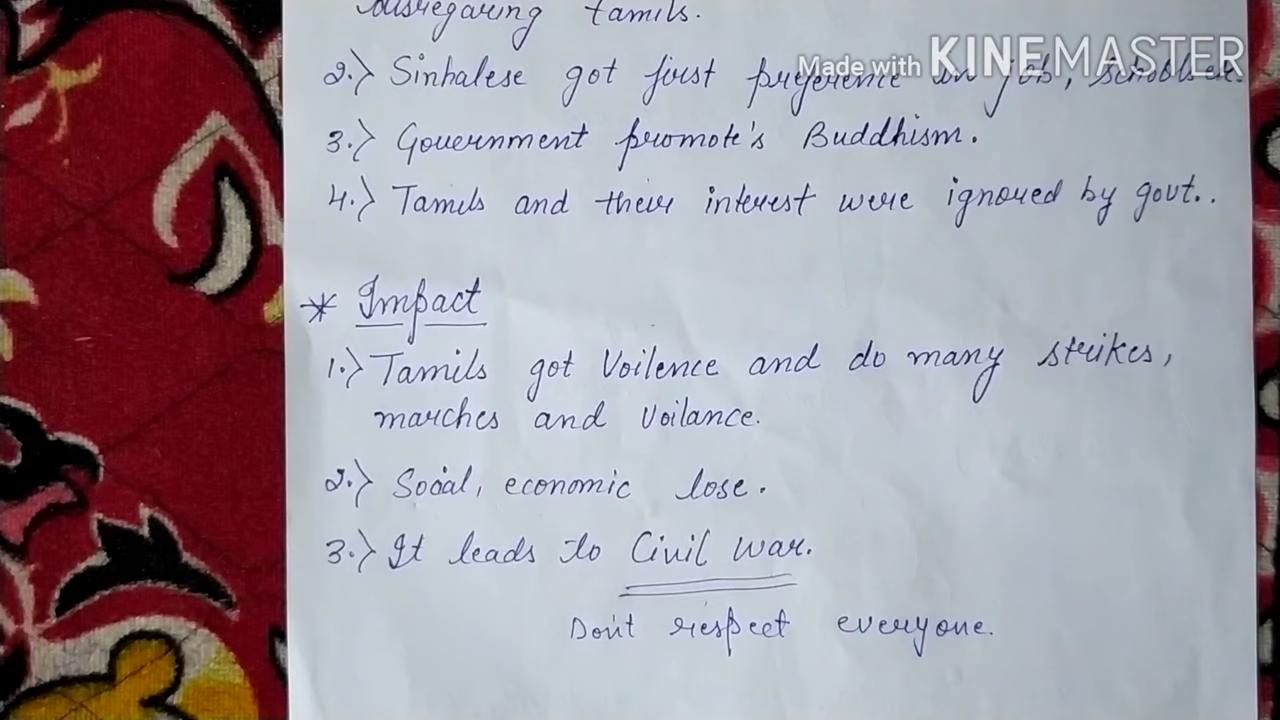 disregaring tamils.
Made with KINEMASTER
2.) Sinhalese got first preference in job, schools
3.) Government promote's Buddhism.
4.) Tamils and their interest were ignored by govt..
* Impact
1.) Tamils got Voilence and do many strikes,
marches and Voilance.
2.) Social, economic lose.
3.) It leads to Civil War.
Don't respect everyone.